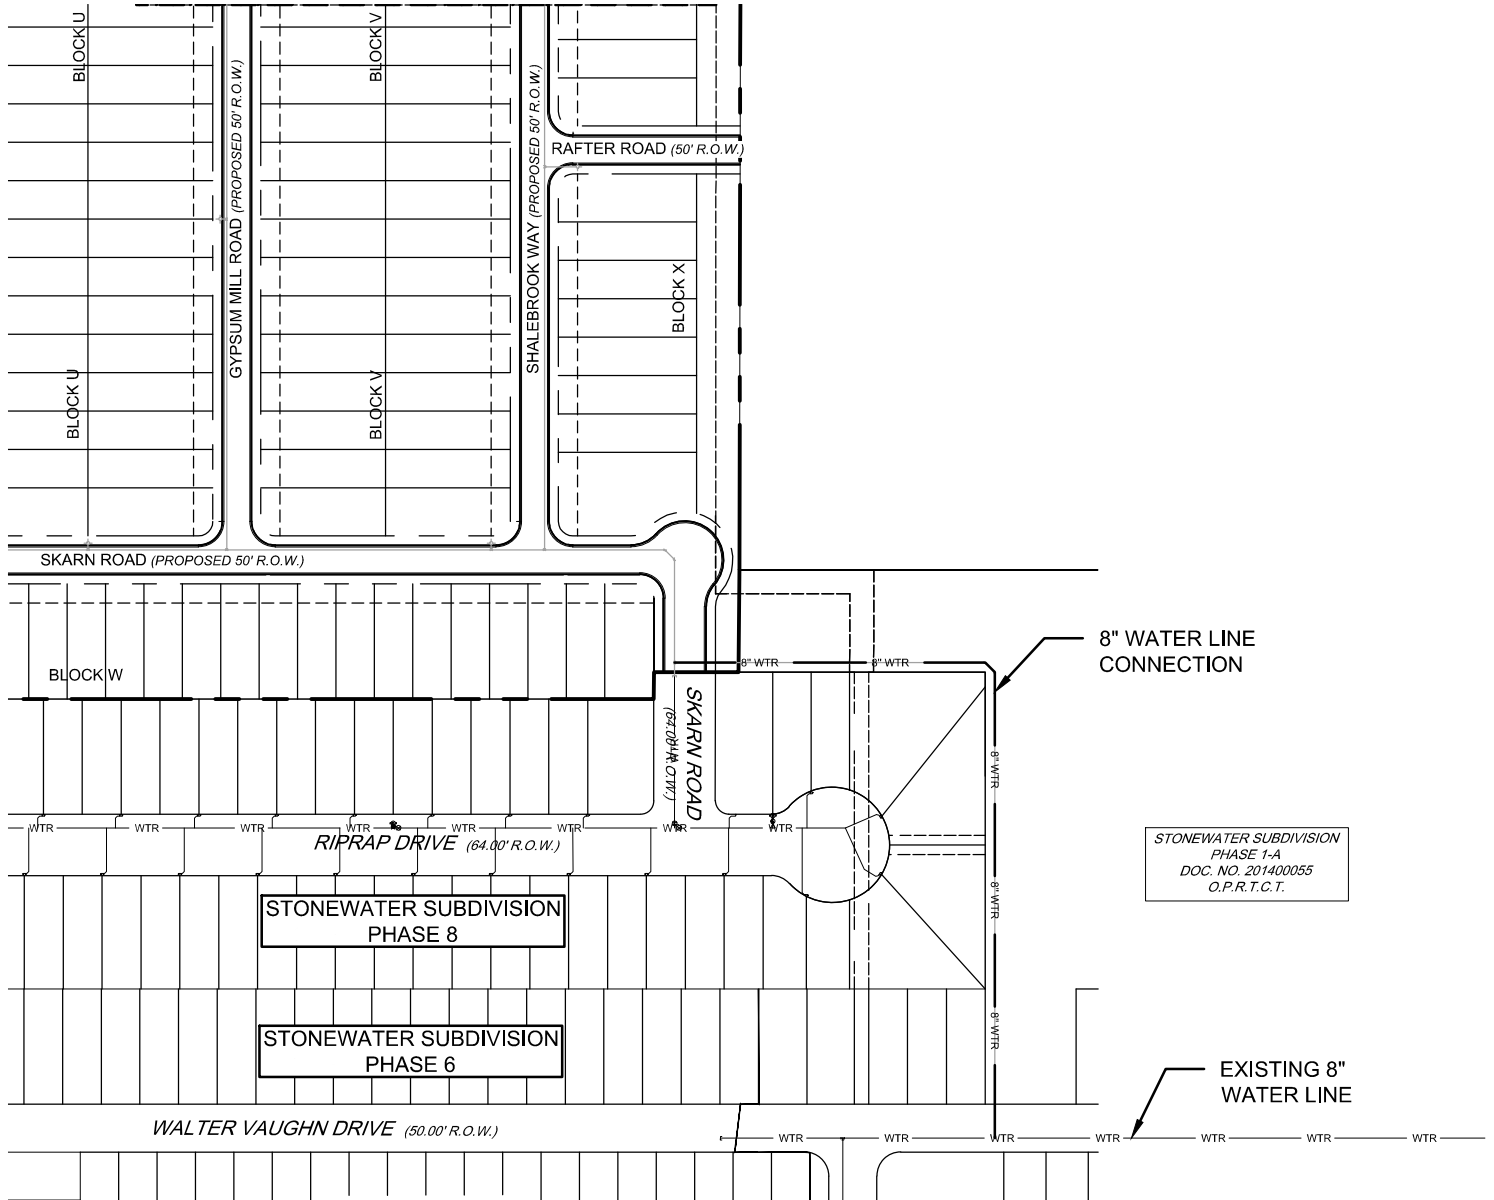 BLOCK U
BLOCK V
GYPSUM MILL ROAD (PROPOSED 50' R.O.W.)
SHALEBROOK WAY (PROPOSED 50' R.O.W.)
RAFTER ROAD (50' R.O.W.)
BLOCK X
BLOCK U
BLOCK V
SKARN ROAD (PROPOSED 50' R.O.W.)
BLOCK W
8" WTR
8" WTR
8" WATER LINE
CONNECTION
SKARN ROAD
(64.00' R.O.W.)
8" WTR
WTR
WTR
WTR
WTR
WTR
WTR
WTR
WTR
RIPRAP DRIVE (64.00' R.O.W.)
STONEWATER SUBDIVISION
PHASE 1-A
DOC. NO. 201400055
O.P.R.T.C.T.
8" WTR
STONEWATER SUBDIVISION
PHASE 8
8" WTR
STONEWATER SUBDIVISION
PHASE 6
EXISTING 8"
WATER LINE
WALTER VAUGHN DRIVE (50.00' R.O.W.)
WTR
WTR
WTR
WTR
WTR
WTR
WTR